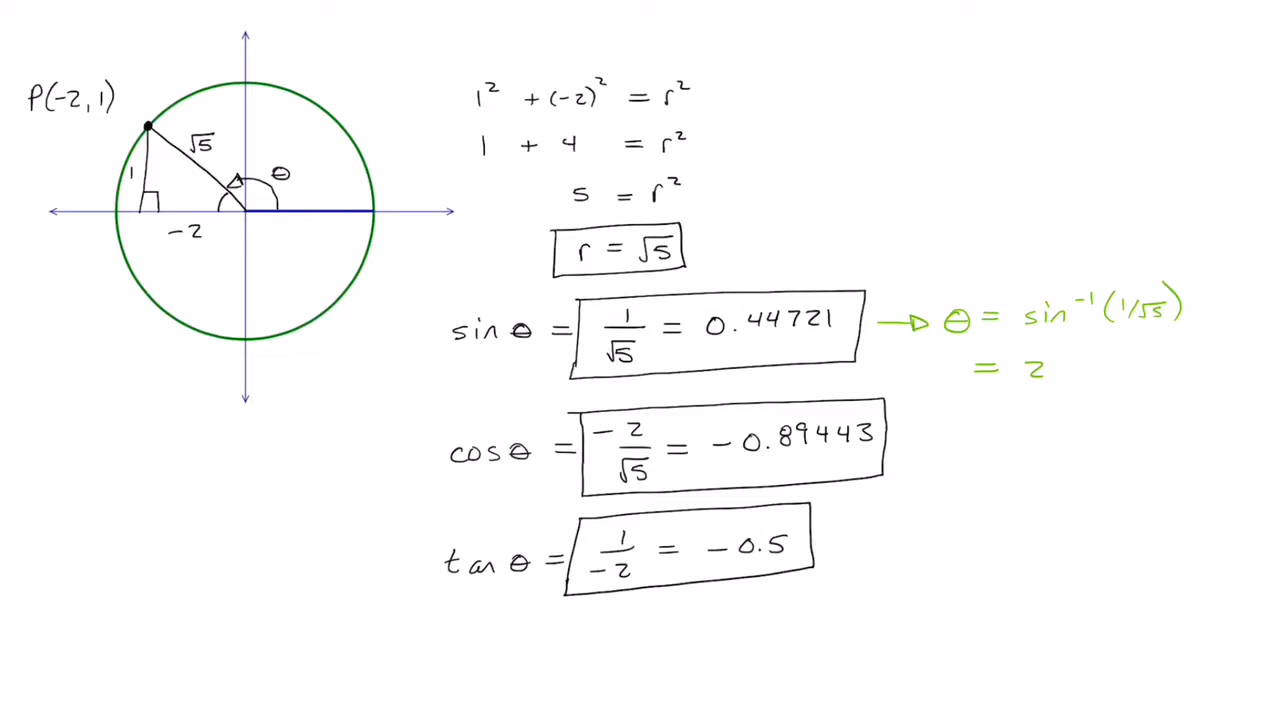 P(-2, 1)
√5
θ
1
-2
1² + (-2)² = r²
1 + 4 = r²
5 = r²
r = √5
sin θ = 1/√5 = 0.44721 → θ = sin⁻¹(1/√5)
= 2
cos θ = -2/√5 = -0.89443
tan θ = 1/-2 = -0.5